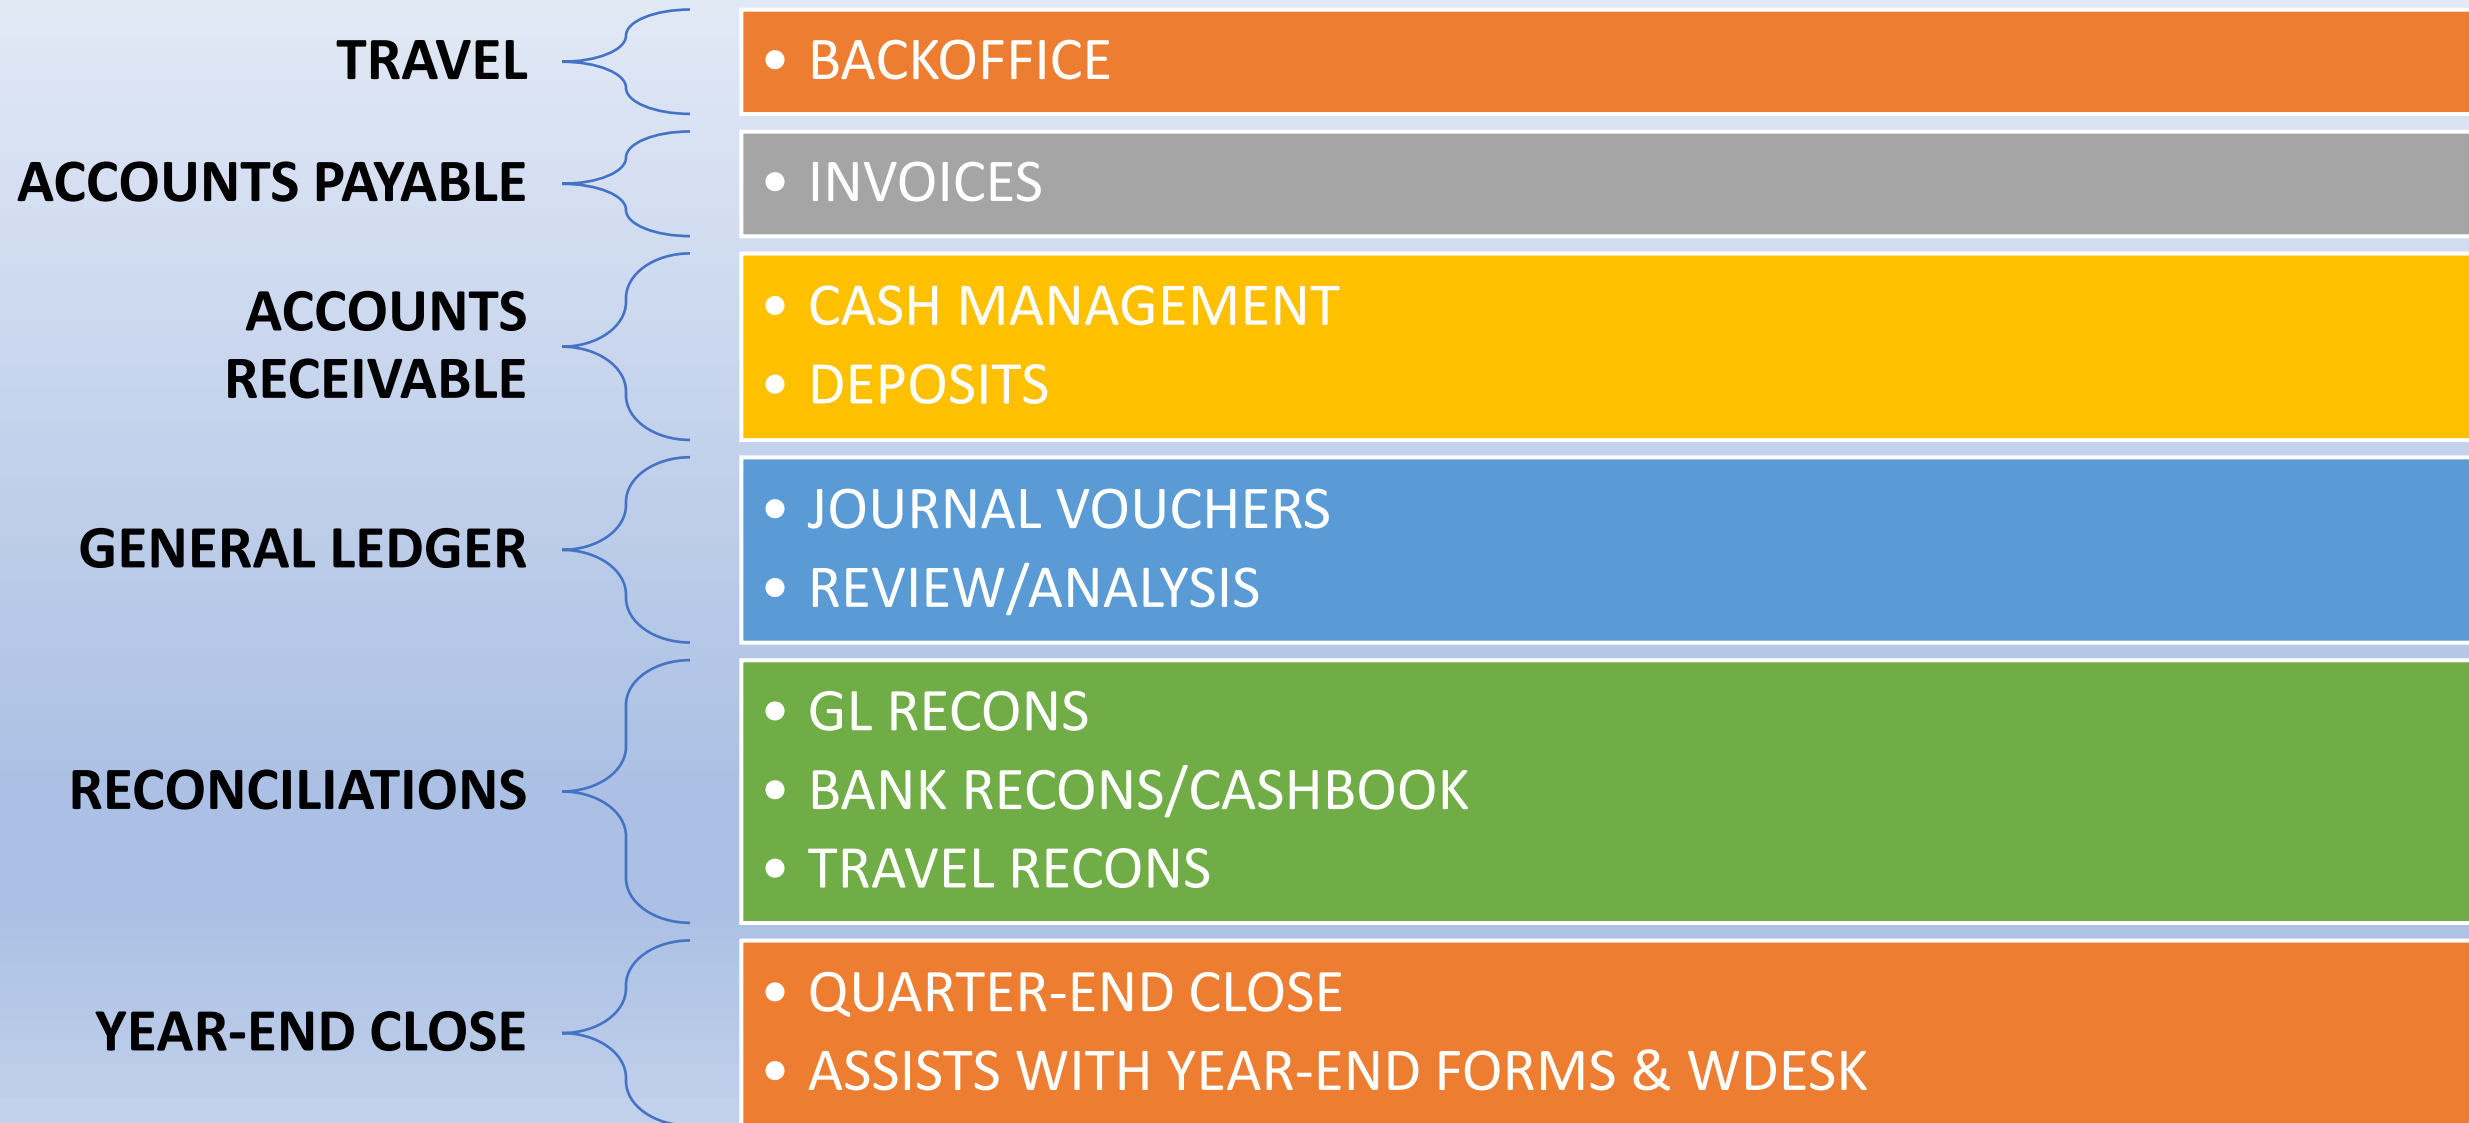 TRAVEL
• BACKOFFICE
ACCOUNTS PAYABLE
• INVOICES
ACCOUNTS
RECEIVABLE
• CASH MANAGEMENT
• DEPOSITS
GENERAL LEDGER
• JOURNAL VOUCHERS
• REVIEW/ANALYSIS
RECONCILIATIONS
• GL RECONS
• BANK RECONS/CASHBOOK
• TRAVEL RECONS
YEAR-END CLOSE
• QUARTER-END CLOSE
• ASSISTS WITH YEAR-END FORMS & WDESK